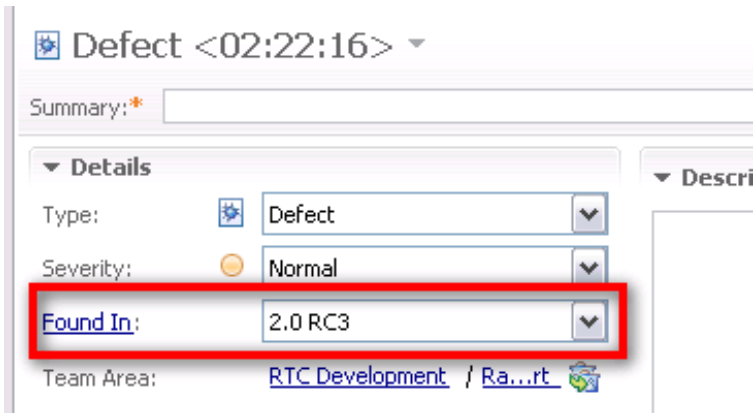 Defect <02:22:16>
Summary:*
Details
Descri
Type: Defect
Severity: Normal
Found In: 2.0 RC3
Team Area: RTC Development / Ra...rt